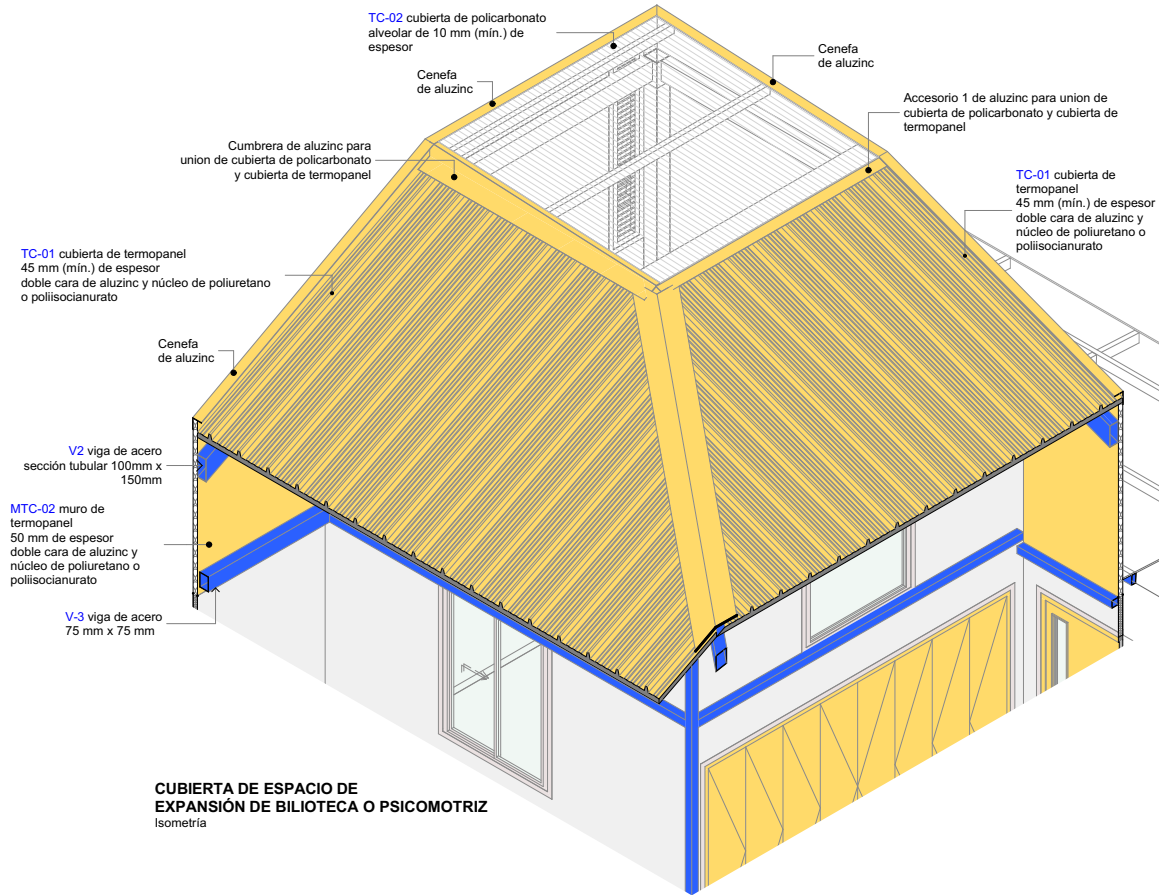 TC-02 cubierta de policarbonato
alveolar de 10 mm (mín.) de
espesor
Cenefa
de aluzinc
Cenefa
de aluzinc
Accesorio 1 de aluzinc para union de
cubierta de policarbonato y cubierta de
termopanel
Cumbrera de aluzinc para
union de cubierta de policarbonato
y cubierta de termopanel
TC-01 cubierta de
termopanel
45 mm (mín.) de espesor
doble cara de aluzinc y
núcleo de poliuretano o
poliisocianurato
TC-01 cubierta de termopanel
45 mm (mín.) de espesor
doble cara de aluzinc y núcleo de poliuretano
o poliisocianurato
Cenefa
de aluzinc
V2 viga de acero
sección tubular 100mm x
150mm
MTC-02 muro de
termopanel
50 mm de espesor
doble cara de aluzinc y
núcleo de poliuretano o
poliisocianurato
V-3 viga de acero
75 mm x 75 mm
CUBIERTA DE ESPACIO DE
EXPANSIÓN DE BILIOTECA O PSICOMOTRIZ
Isometría